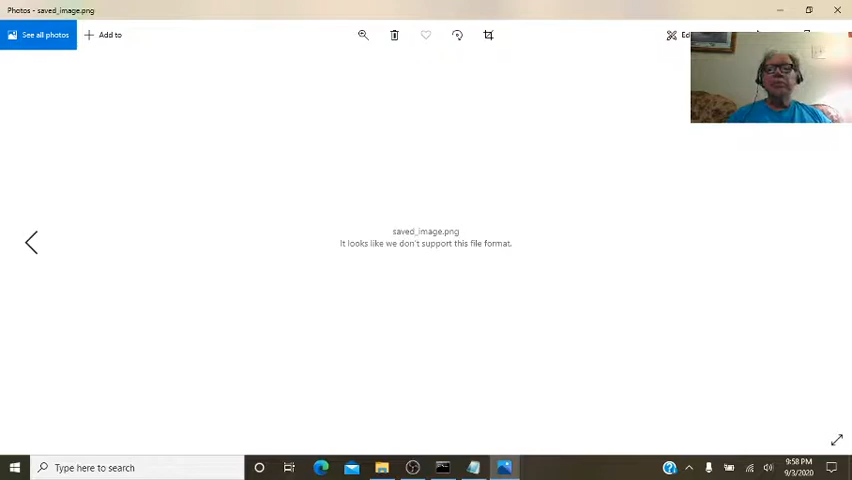 Photos - saved_image.png
See all photos
Add to
saved_image.png
It looks like we don't support this file format.
Type here to search
9:58 PM
9/3/2020